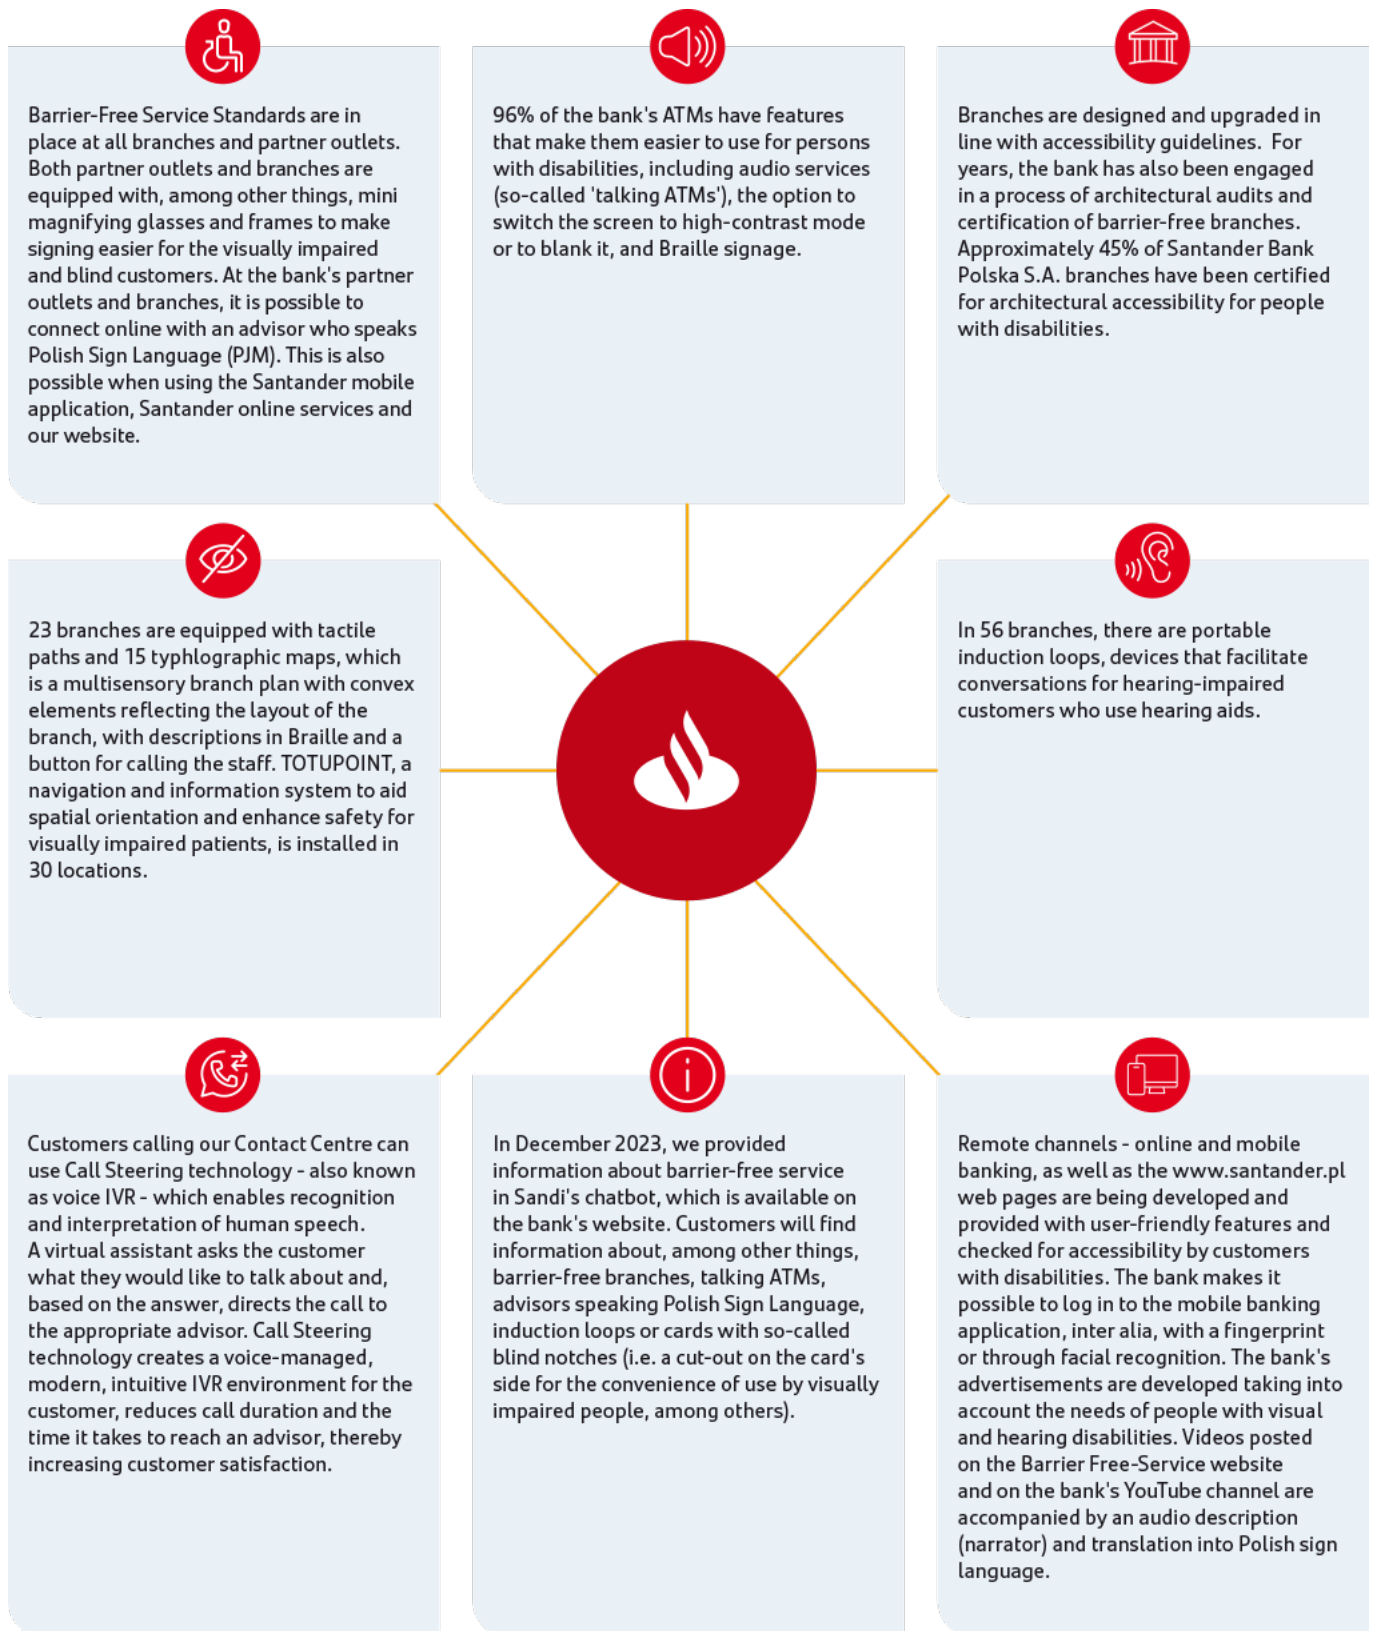 Barrier-Free Service Standards are in
place at all branches and partner outlets.
Both partner outlets and branches are
equipped with, among other things, mini
magnifying glasses and frames to make
signing easier for the visually impaired
and blind customers. At the bank's partner
outlets and branches, it is possible to
connect online with an advisor who speaks
Polish Sign Language (PJM). This is also
possible when using the Santander mobile
application, Santander online services and
our website.
96% of the bank's ATMs have features
that make them easier to use for persons
with disabilities, including audio services
(so-called 'talking ATMs'), the option to
switch the screen to high-contrast mode
or to blank it, and Braille signage.
Branches are designed and upgraded in
line with accessibility guidelines.  For
years, the bank has also been engaged
in a process of architectural audits and
certification of barrier-free branches.
Approximately 45% of Santander Bank
Polska S.A. branches have been certified
for architectural accessibility for people
with disabilities.
23 branches are equipped with tactile
paths and 15 typhlographic maps, which
is a multisensory branch plan with convex
elements reflecting the layout of the
branch, with descriptions in Braille and a
button for calling the staff. TOTUPOINT, a
navigation and information system to aid
spatial orientation and enhance safety for
visually impaired patients, is installed in
30 locations.
In 56 branches, there are portable
induction loops, devices that facilitate
conversations for hearing-impaired
customers who use hearing aids.
Customers calling our Contact Centre can
use Call Steering technology - also known
as voice IVR - which enables recognition
and interpretation of human speech.
A virtual assistant asks the customer
what they would like to talk about and,
based on the answer, directs the call to
the appropriate advisor. Call Steering
technology creates a voice-managed,
modern, intuitive IVR environment for the
customer, reduces call duration and the
time it takes to reach an advisor, thereby
increasing customer satisfaction.
In December 2023, we provided
information about barrier-free service
in Sandi's chatbot, which is available on
the bank's website. Customers will find
information about, among other things,
barrier-free branches, talking ATMs,
advisors speaking Polish Sign Language,
induction loops or cards with so-called
blind notches (i.e. a cut-out on the card's
side for the convenience of use by visually
impaired people, among others).
Remote channels - online and mobile
banking, as well as the www.santander.pl
web pages are being developed and
provided with user-friendly features and
checked for accessibility by customers
with disabilities. The bank makes it
possible to log in to the mobile banking
application, inter alia, with a fingerprint
or through facial recognition. The bank's
advertisements are developed taking into
account the needs of people with visual
and hearing disabilities. Videos posted
on the Barrier Free-Service website
and on the bank's YouTube channel are
accompanied by an audio description
(narrator) and translation into Polish sign
language.